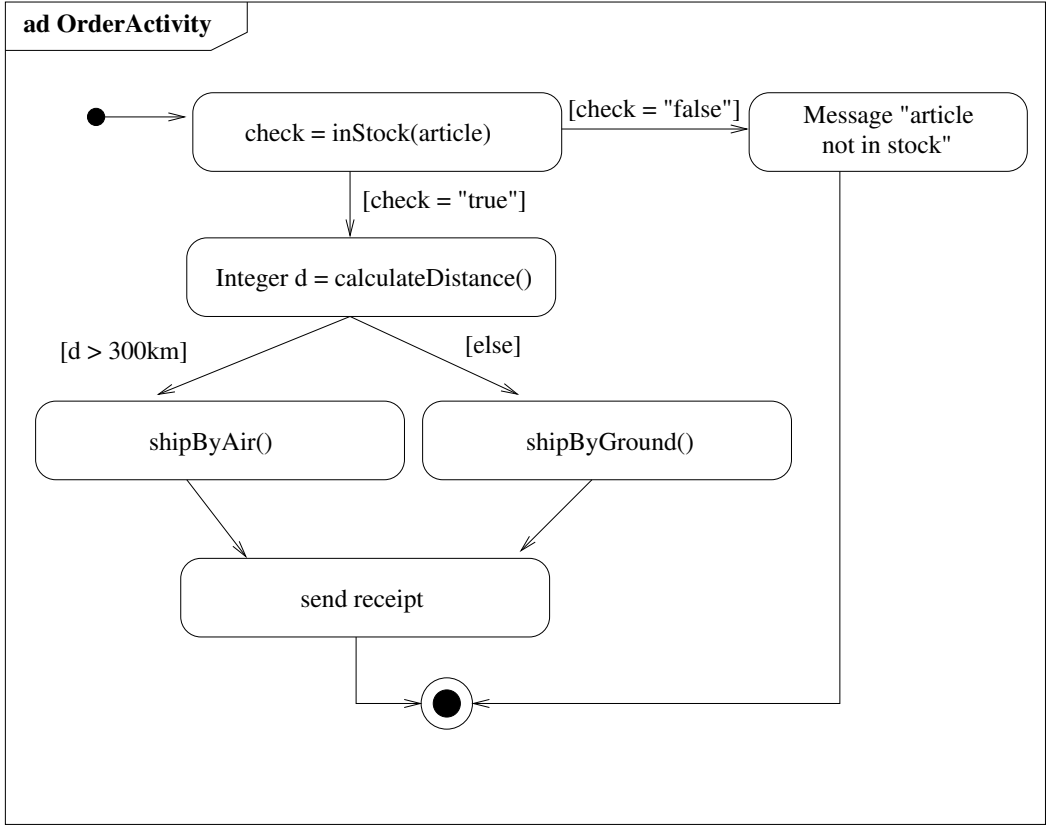 ad OrderActivity
check = inStock(article)
[check = "false"]
Message "article
not in stock"
[check = "true"]
Integer d = calculateDistance()
[d > 300km]
[else]
shipByAir()
shipByGround()
send receipt